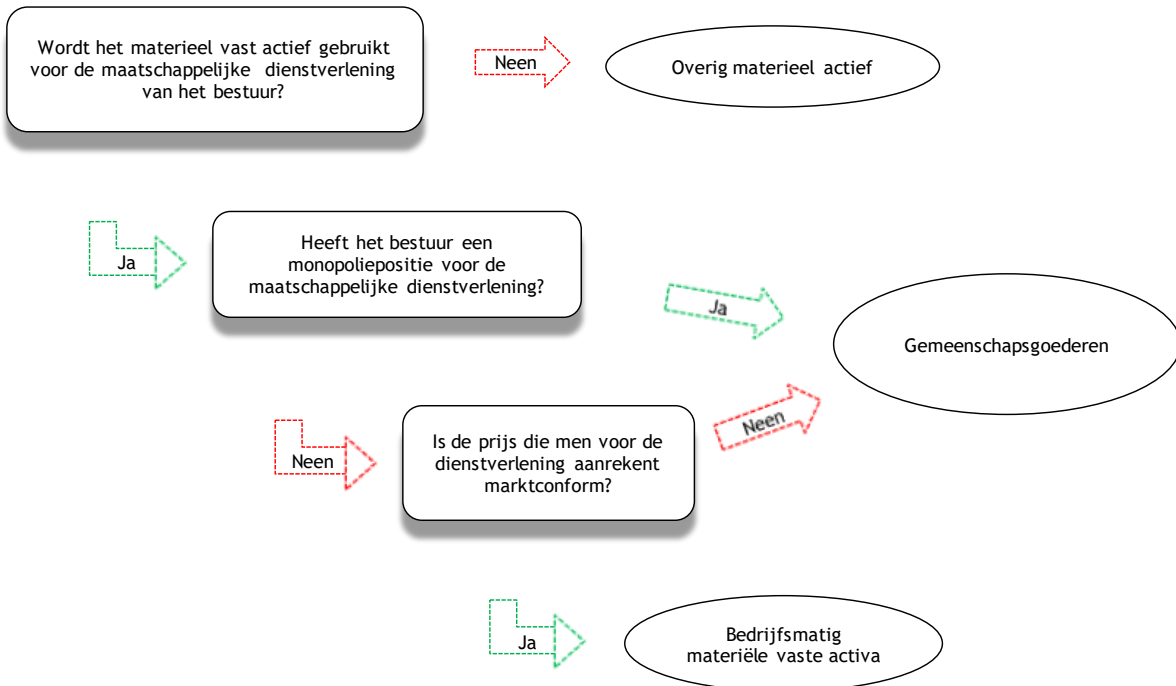 Wordt het materieel vast actief gebruikt
voor de maatschappelijke dienstverlening
van het bestuur?
Neen
Overig materieel actief
Ja
Heeft het bestuur een
monopoliepositie voor de
maatschappelijke dienstverlening?
Ja
Gemeenschapsgoederen
Neen
Is de prijs die men voor de
dienstverlening aanrekent
marktconform?
Neen
Ja
Bedrijfsmatig
materiële vaste activa